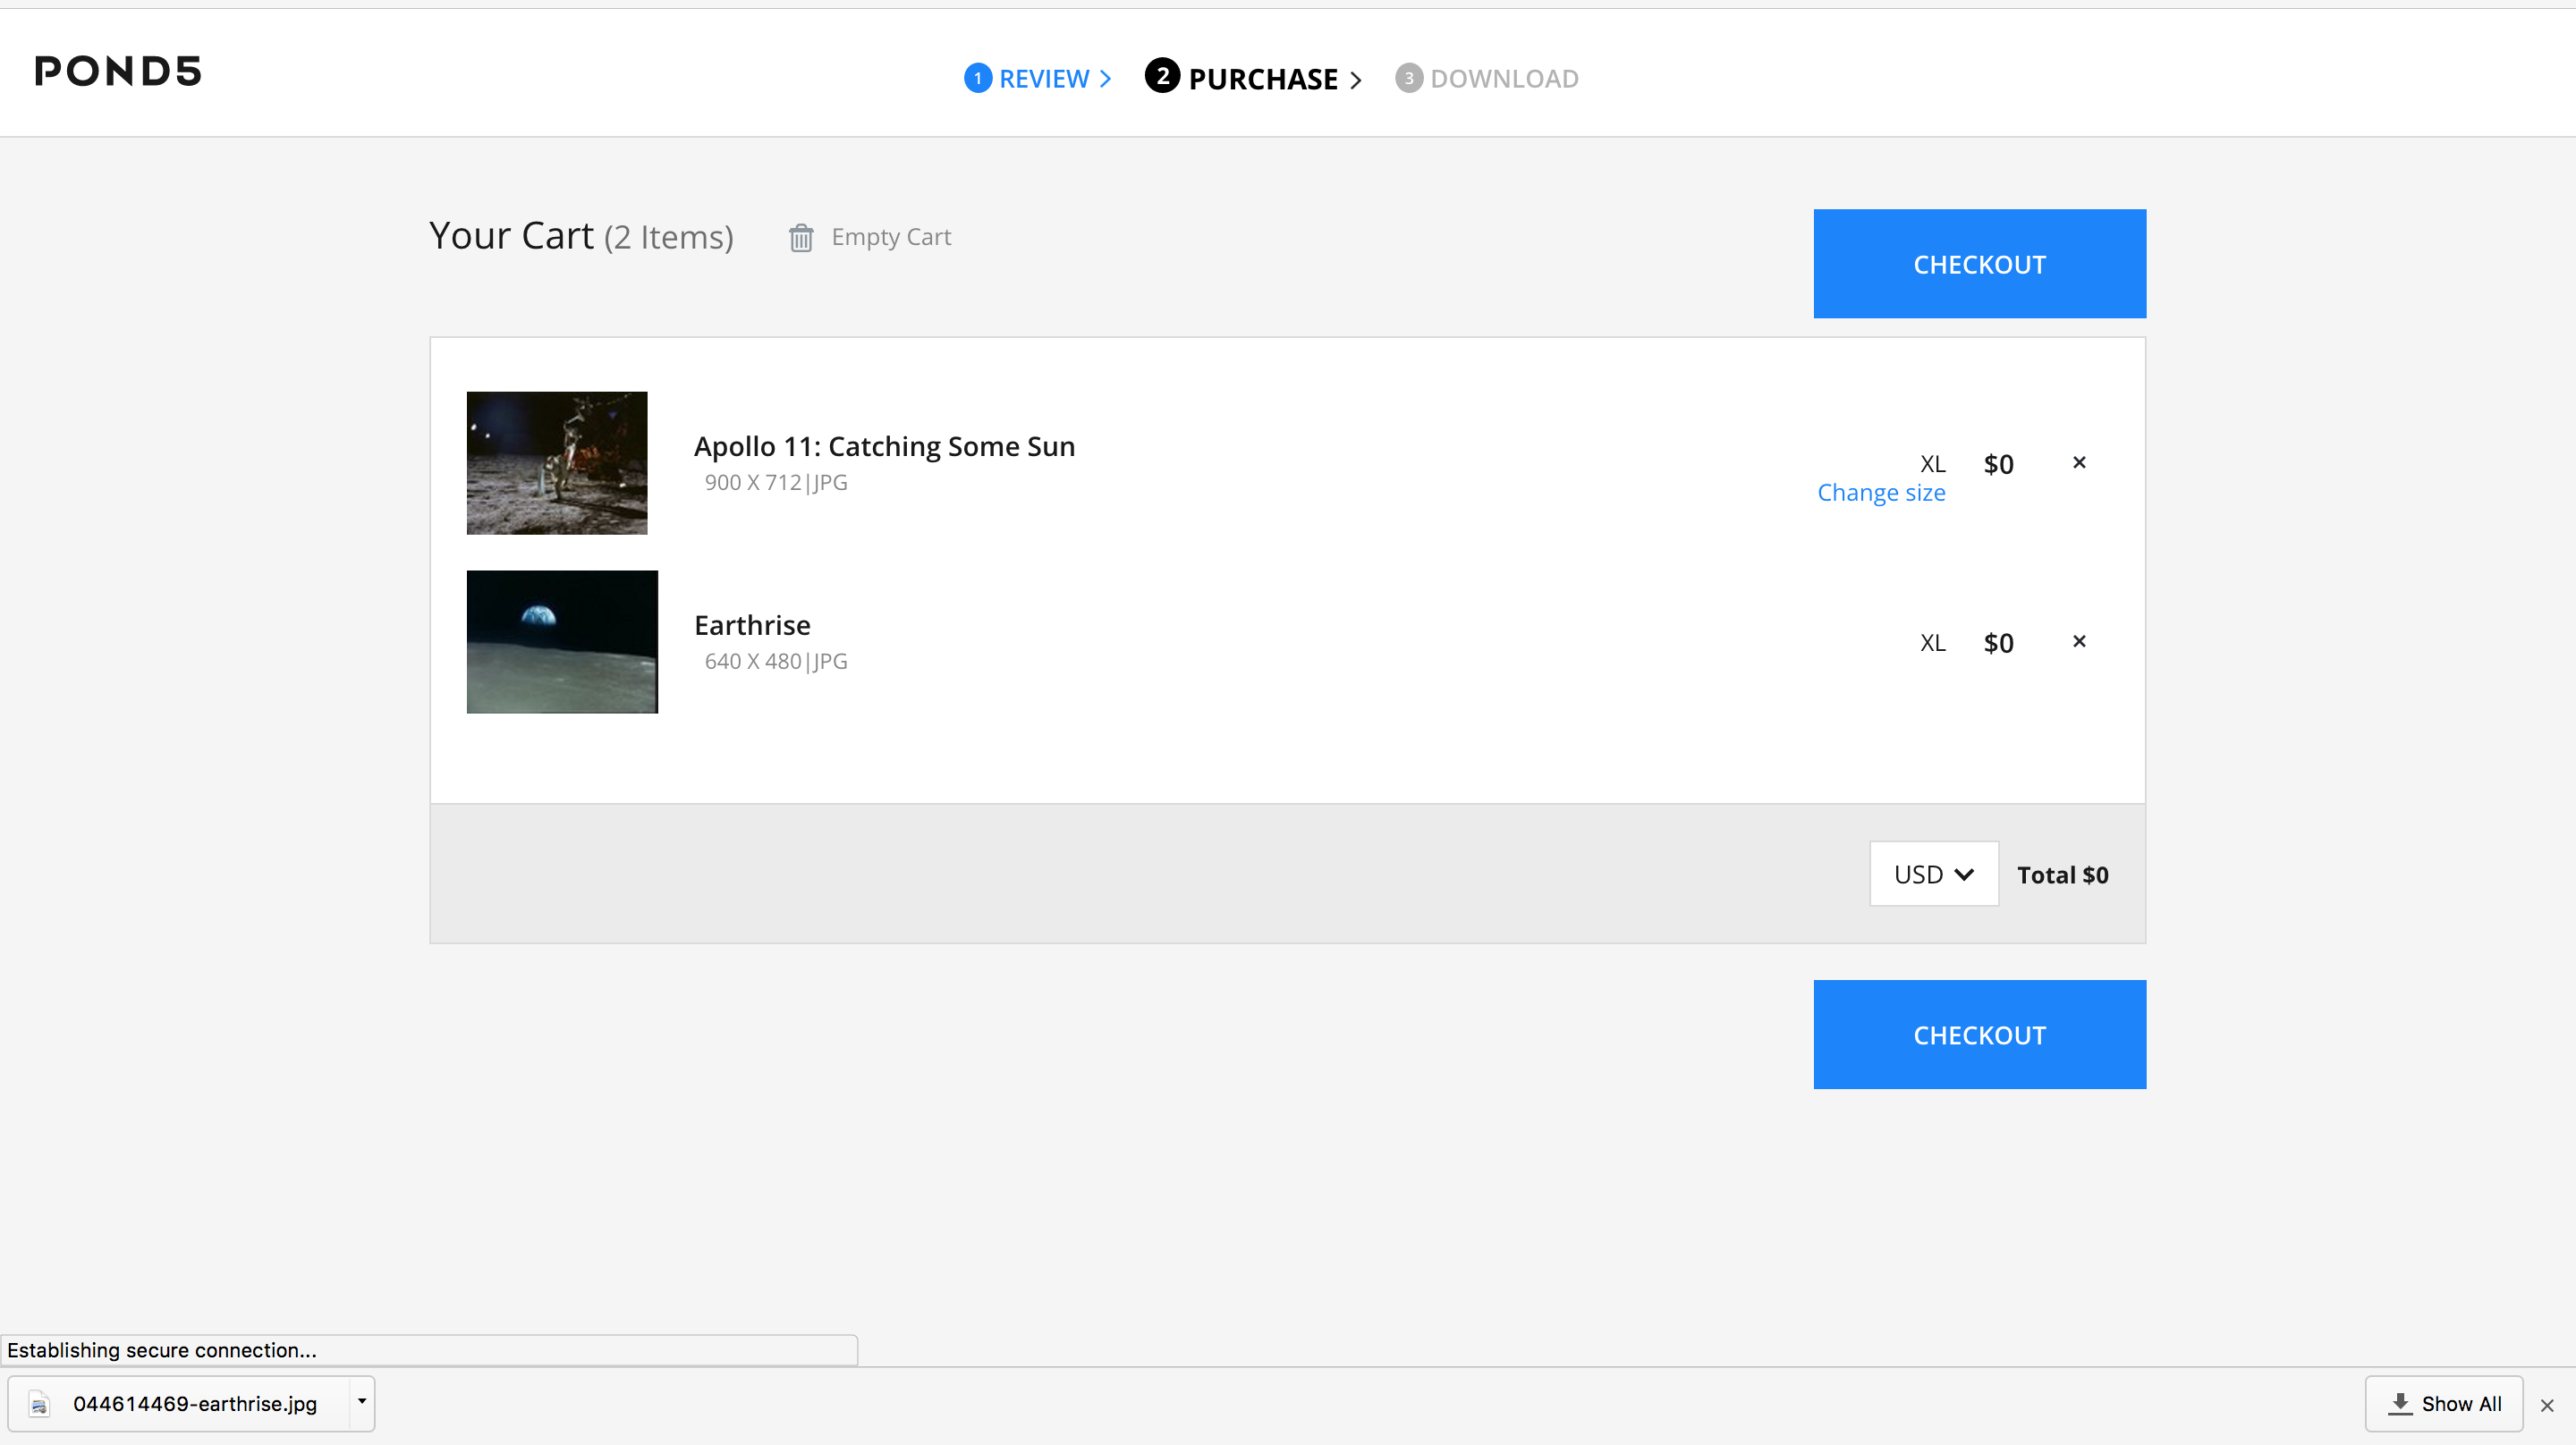 POND5
1 REVIEW > 2 PURCHASE > 3 DOWNLOAD
Your Cart (2 Items) Empty Cart
CHECKOUT
Apollo 11: Catching Some Sun
900 X 712|JPG
XL $0 ×
Change size
Earthrise
640 X 480|JPG
XL $0 ×
USD Total $0
CHECKOUT
Establishing secure connection...
044614469-earthrise.jpg Show All ×